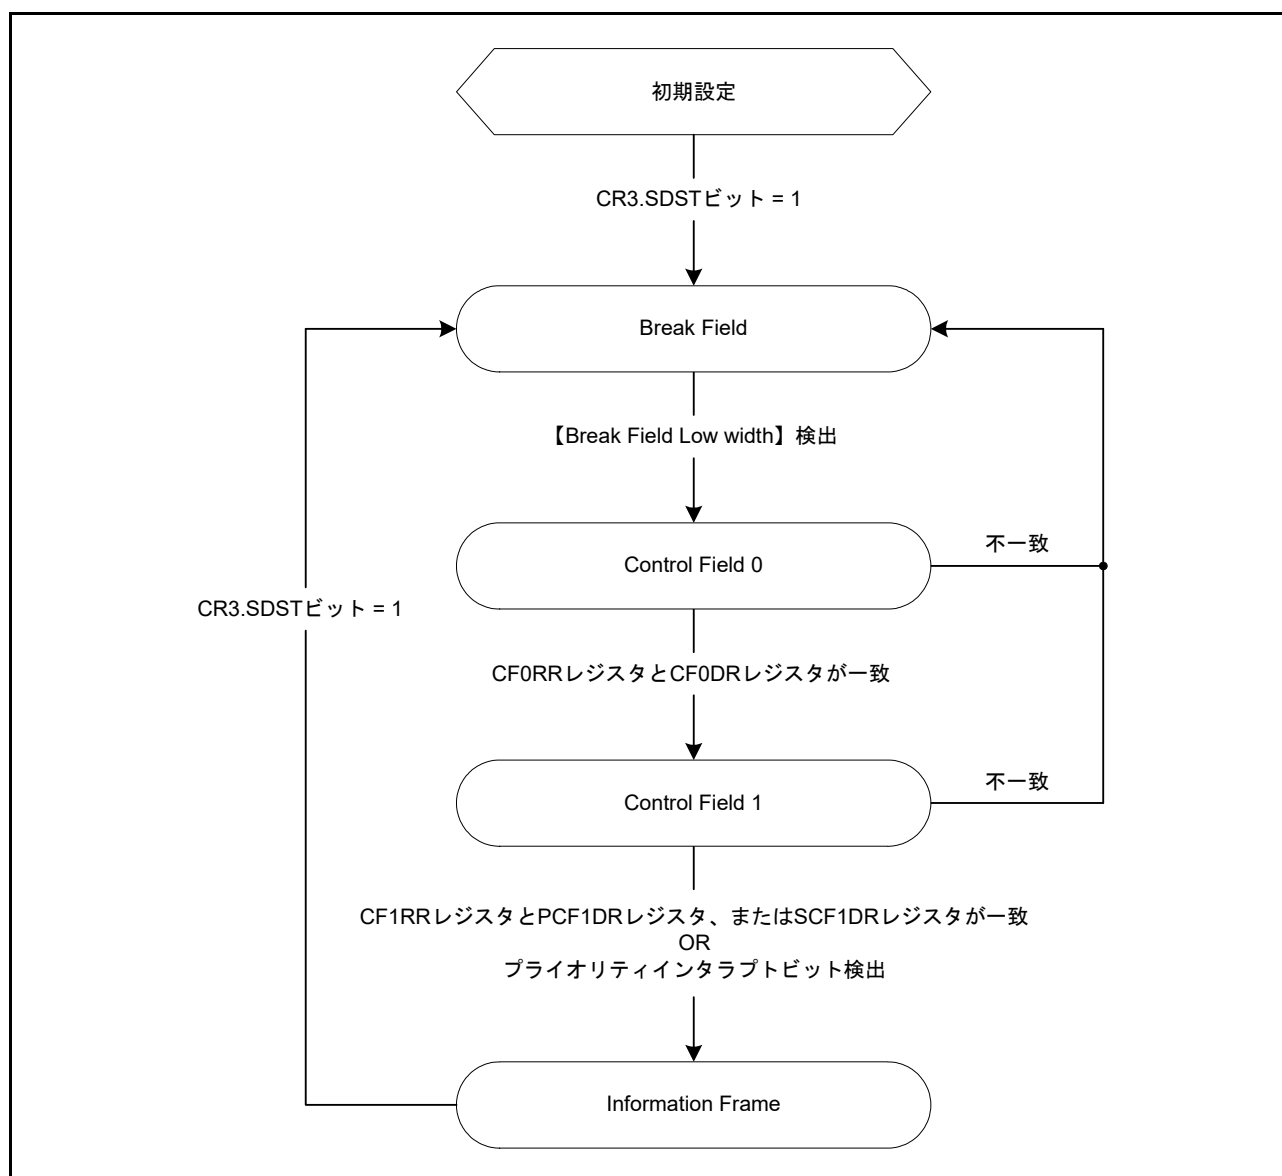 初期設定
CR3.SDSTビット = 1
Break Field
【Break Field Low width】検出
Control Field 0
不一致
CR3.SDSTビット = 1
CF0RRレジスタとCF0DRレジスタが一致
Control Field 1
不一致
CF1RRレジスタとPCF1DRレジスタ、またはSCF1DRレジスタが一致
OR
プライオリティインタラプトビット検出
Information Frame